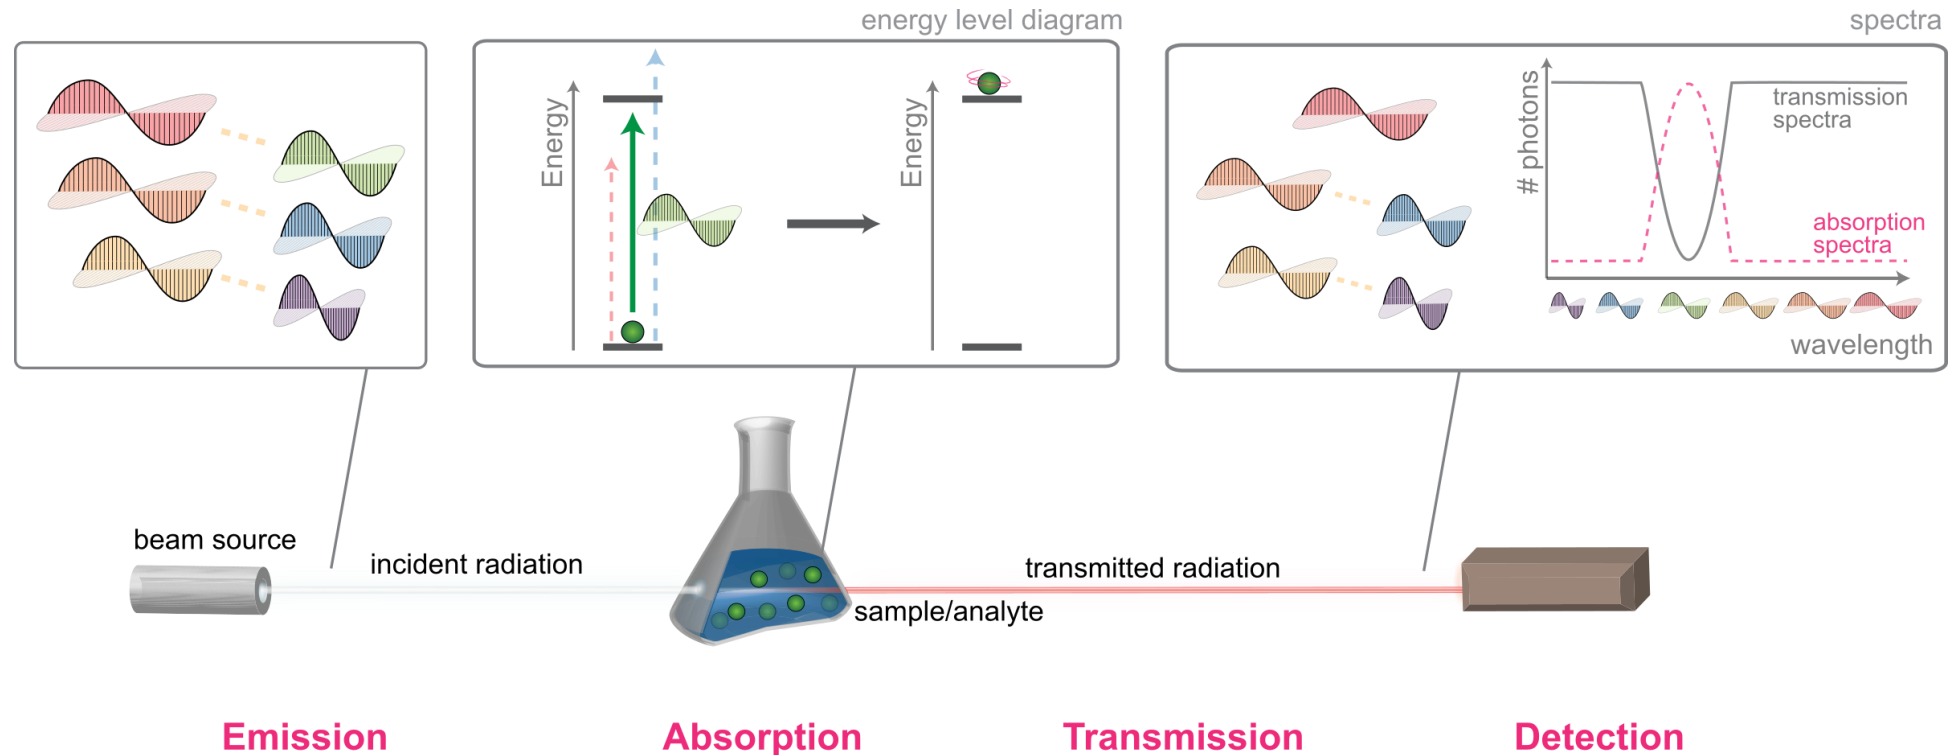 energy level diagram
spectra
Energy
Energy
# photons
transmission
spectra
absorption
spectra
wavelength
beam source
incident radiation
transmitted radiation
sample/analyte
Emission
Absorption
Transmission
Detection